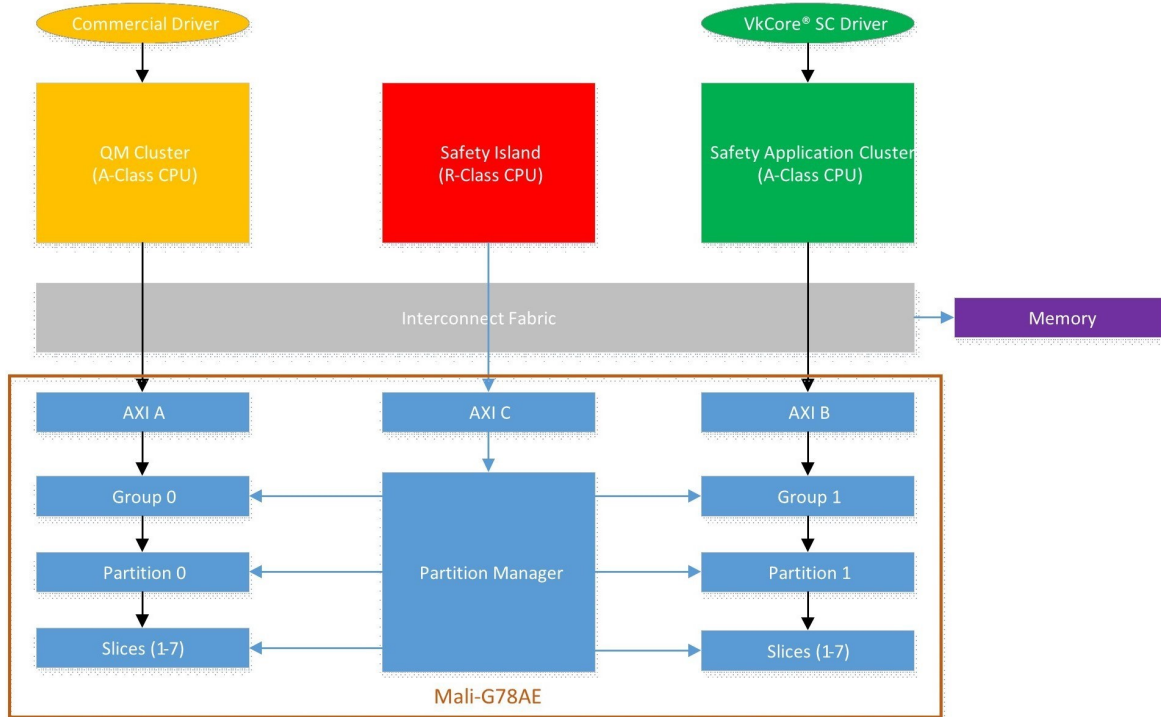 Commercial Driver
VkCore® SC Driver
QM Cluster
(A-Class CPU)
Safety Island
(R-Class CPU)
Safety Application Cluster
(A-Class CPU)
Interconnect Fabric
Memory
AXI A
AXI C
AXI B
Group 0
Group 1
Partition 0
Partition Manager
Partition 1
Slices (1-7)
Slices (1-7)
Mali-G78AE